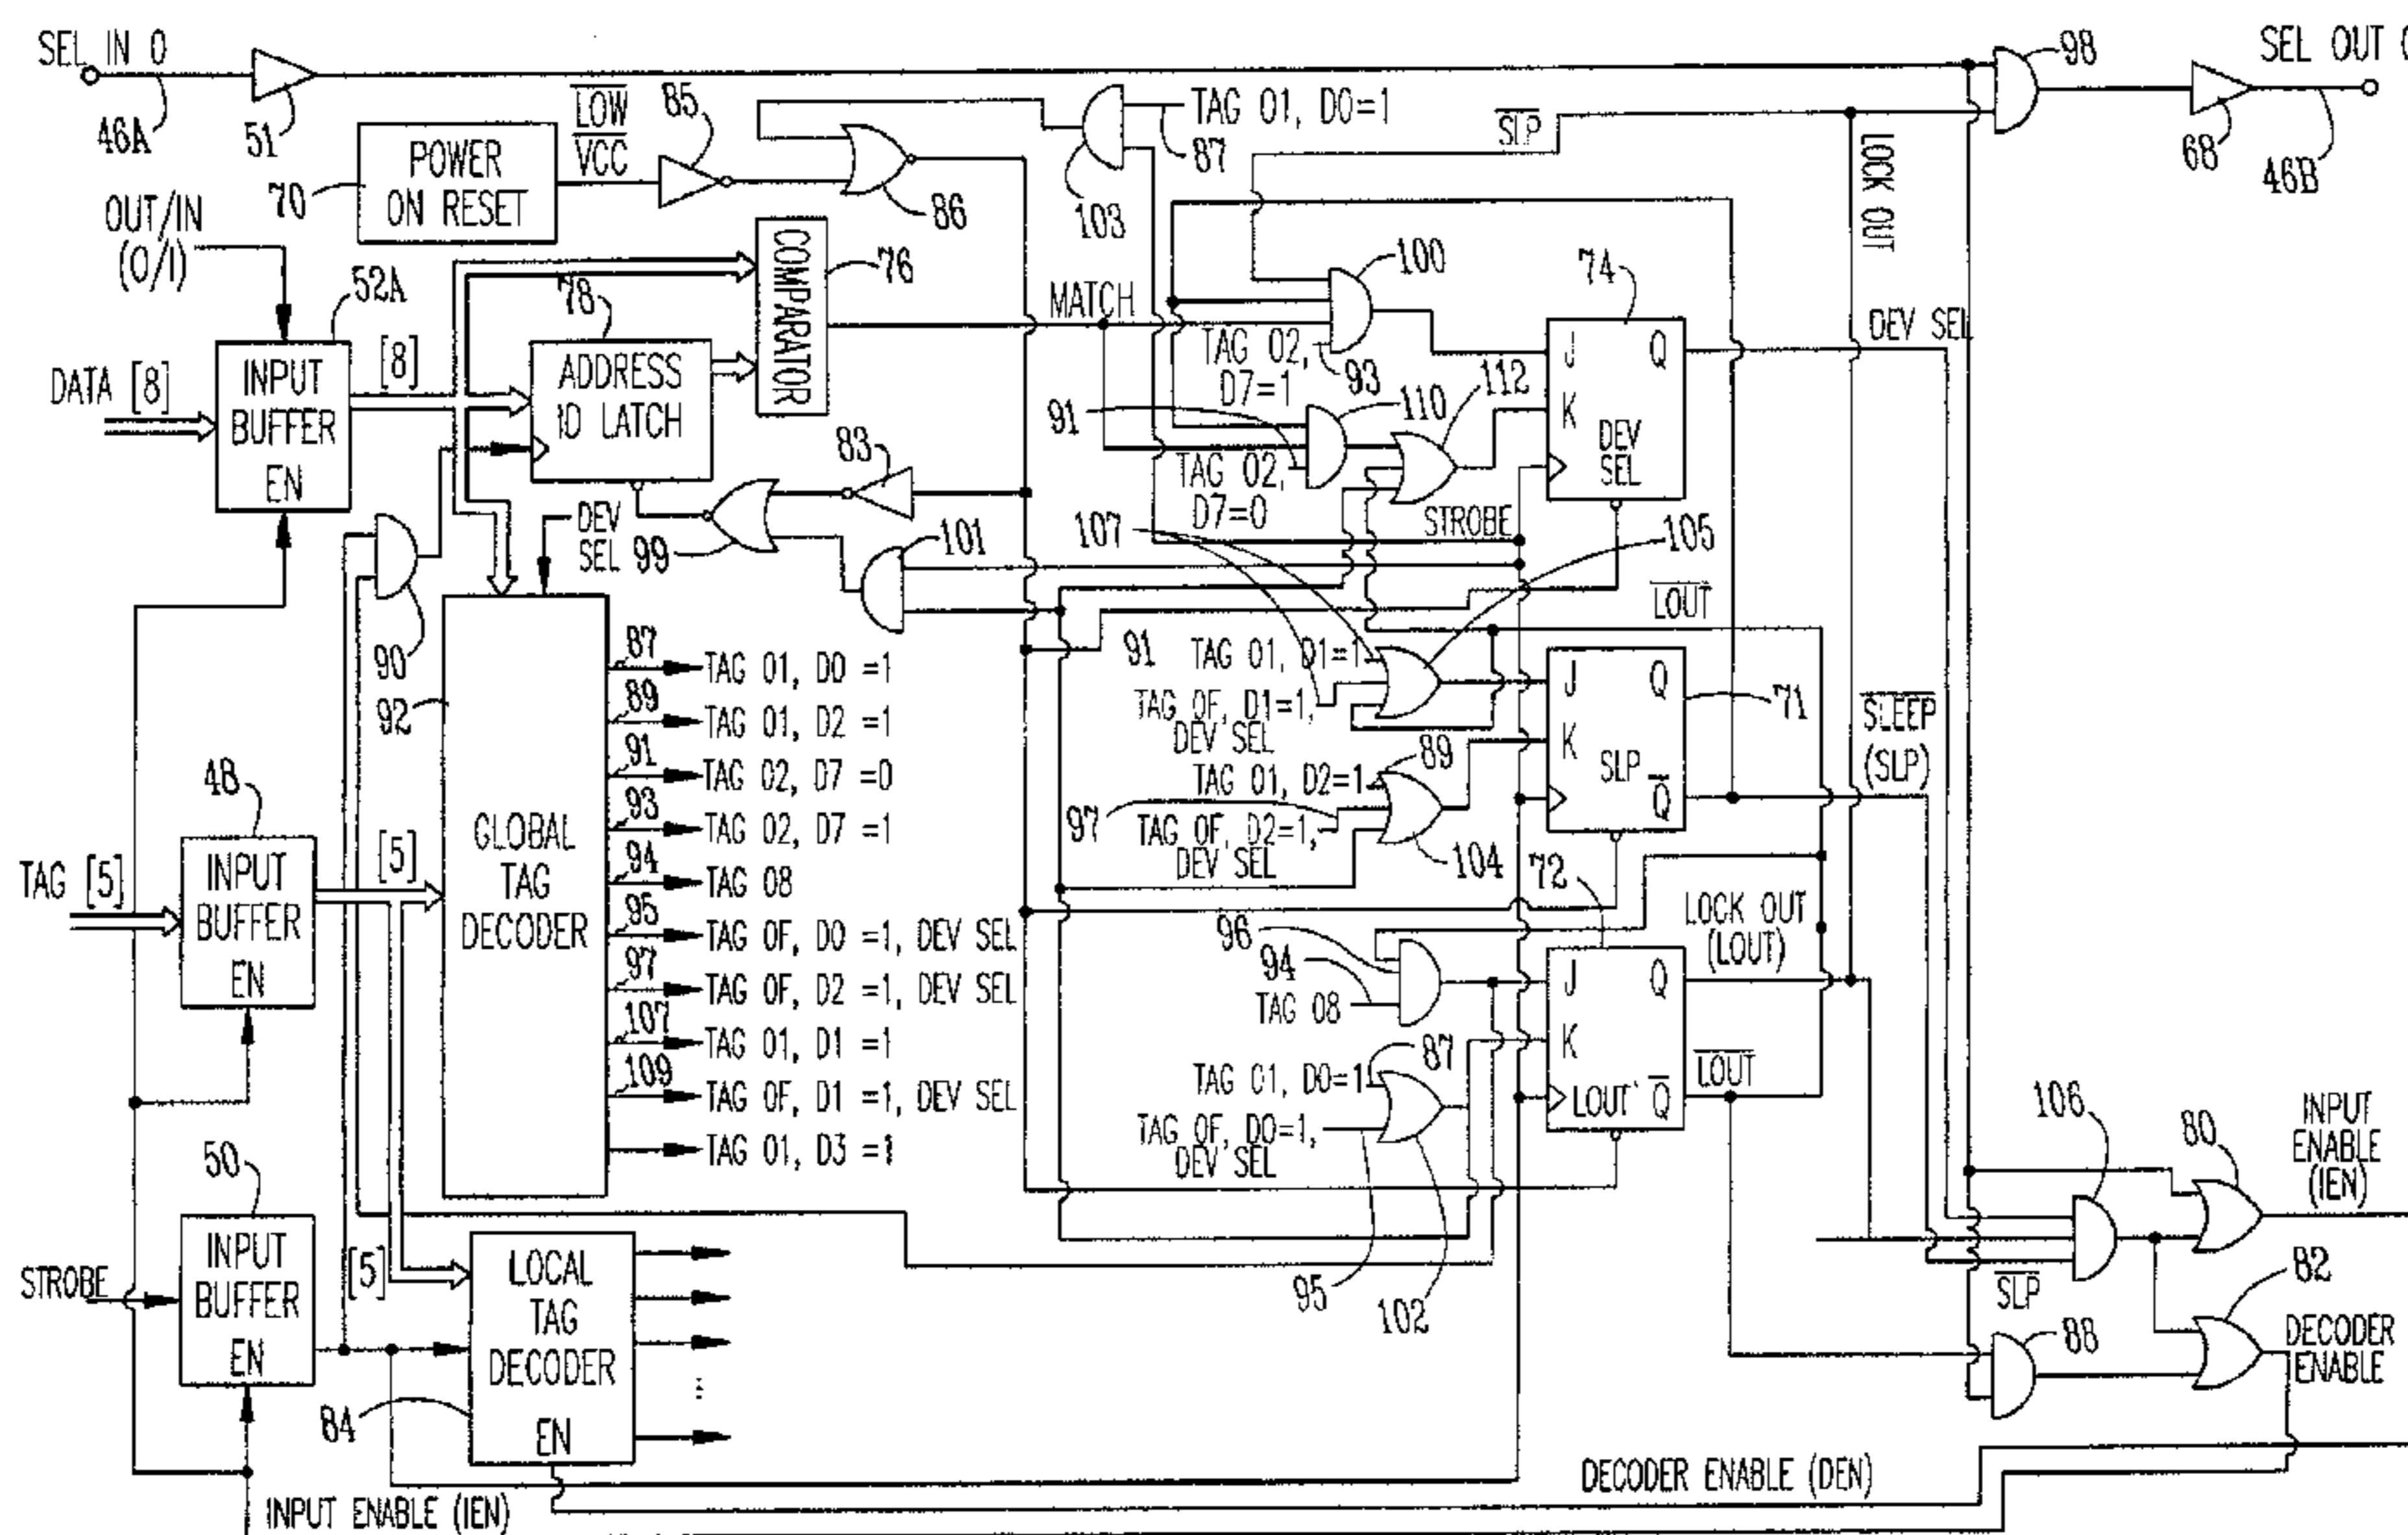 SEL IN 0
46A
51
POWER
ON RESET
70
LOW
VCC
85
86
103
TAG 01, D0=1
87
SLP
98
SEL OUT
68
46B
LOCK OUT
OUT/IN
(0/1)
52A
DATA [8]
INPUT
BUFFER
EN
[8]
78
ADDRESS
ID LATCH
COMPARATOR
76
MATCH
100
TAG 02,
D7=1
93
74
J Q
K
DEV
SEL
DEV SEL
91
110
112
TAG 02,
D7=0
83
99
101
DEV
SEL
107
STROBE
105
90
LOUT
91
TAG 01, D1=1
TAG 0F, D1=1,
DEV SEL
J Q
K
SLP Q
71
SLEEP
(SLP)
TAG 01, D2=1
89
97
TAG 0F, D2=1,
DEV SEL
104
92
GLOBAL
TAG
DECODER
87
TAG 01, D0 =1
89
TAG 01, D2 =1
91
TAG 02, D7 =0
93
TAG 02, D7 =1
94
TAG 08
95
TAG 0F, D0 =1, DEV SEL
97
TAG 0F, D2 =1, DEV SEL
107
TAG 01, D1 =1
109
TAG 0F, D1 =1, DEV SEL
TAG 01, D3 =1
48
TAG [5]
INPUT
BUFFER
EN
[5]
72
96
94
TAG 08
J Q
K
LOUT Q
LOCK OUT
(LOUT)
LOUT
87
TAG 01, D0=1
TAG 0F, D0=1,
DEV SEL
95
102
50
STROBE
INPUT
BUFFER
EN
[5]
LOCAL
TAG
DECODER
EN
84
106
80
INPUT
ENABLE
(IEN)
SLP
82
88
DECODER
ENABLE
DECODER ENABLE (DEN)
INPUT ENABLE (IEN)